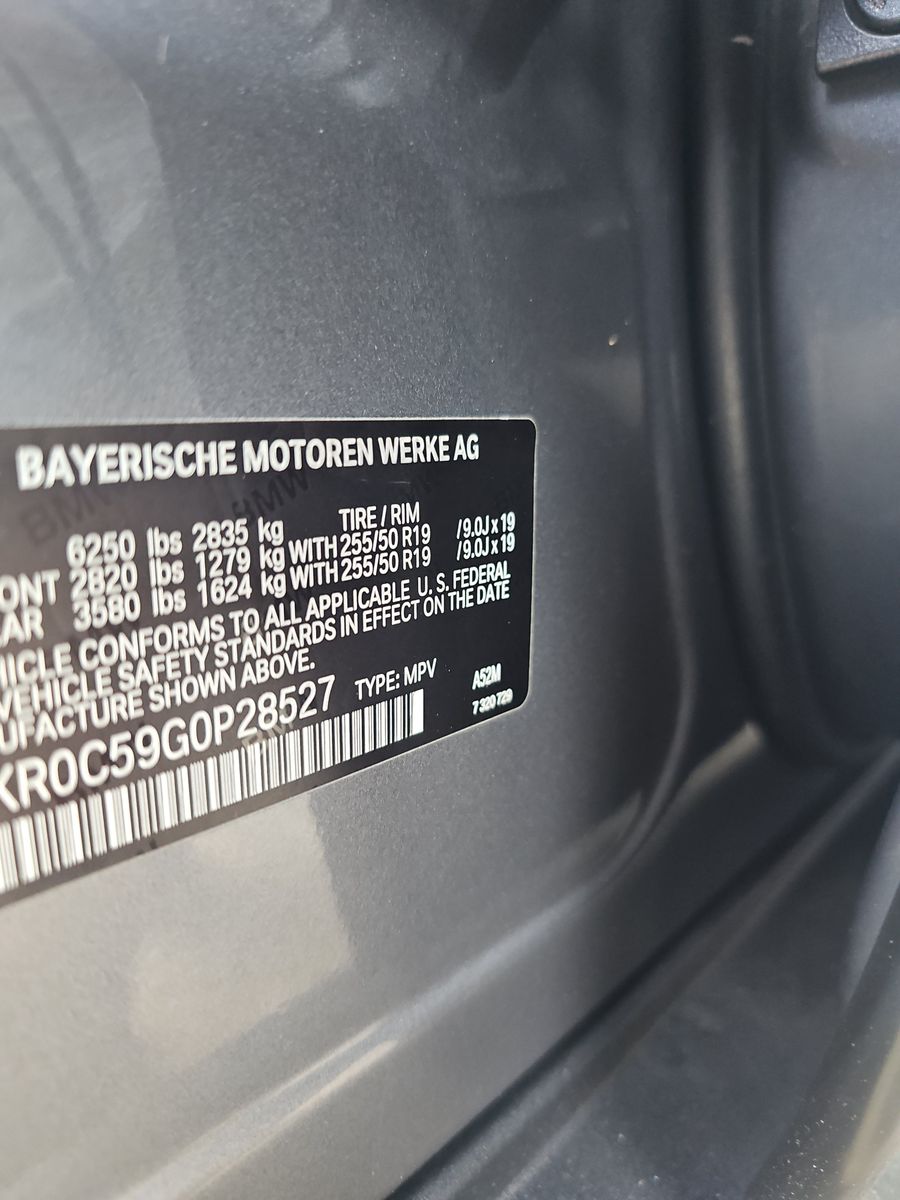 BAYERISCHE MOTOREN WERKE AG
TIRE / RIM
6250 lbs 2835 kg
ONT 2820 lbs 1279 kg WITH 255/50 R19 /9.0J x 19
AR 3580 lbs 1624 kg WITH 255/50 R19 /9.0J x 19
HICLE CONFORMS TO ALL APPLICABLE U. S. FEDERAL
VEHICLE SAFETY STANDARDS IN EFFECT ON THE DATE
UFACTURE SHOWN ABOVE.
KR0C59G0P28527 TYPE: MPV A52M
7 320 729